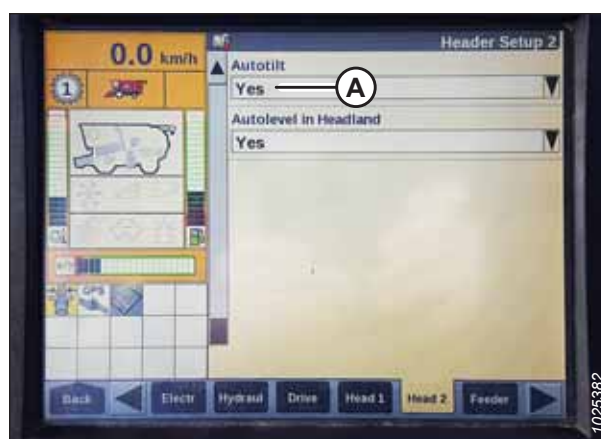 0.0 km/h
Header Setup 2
Autotilt
Yes
A
Autolevel in Headland
Yes
1
GPS
Back
Electr
Hydraul
Drive
Head 1
Head 2
Feeder
1025382